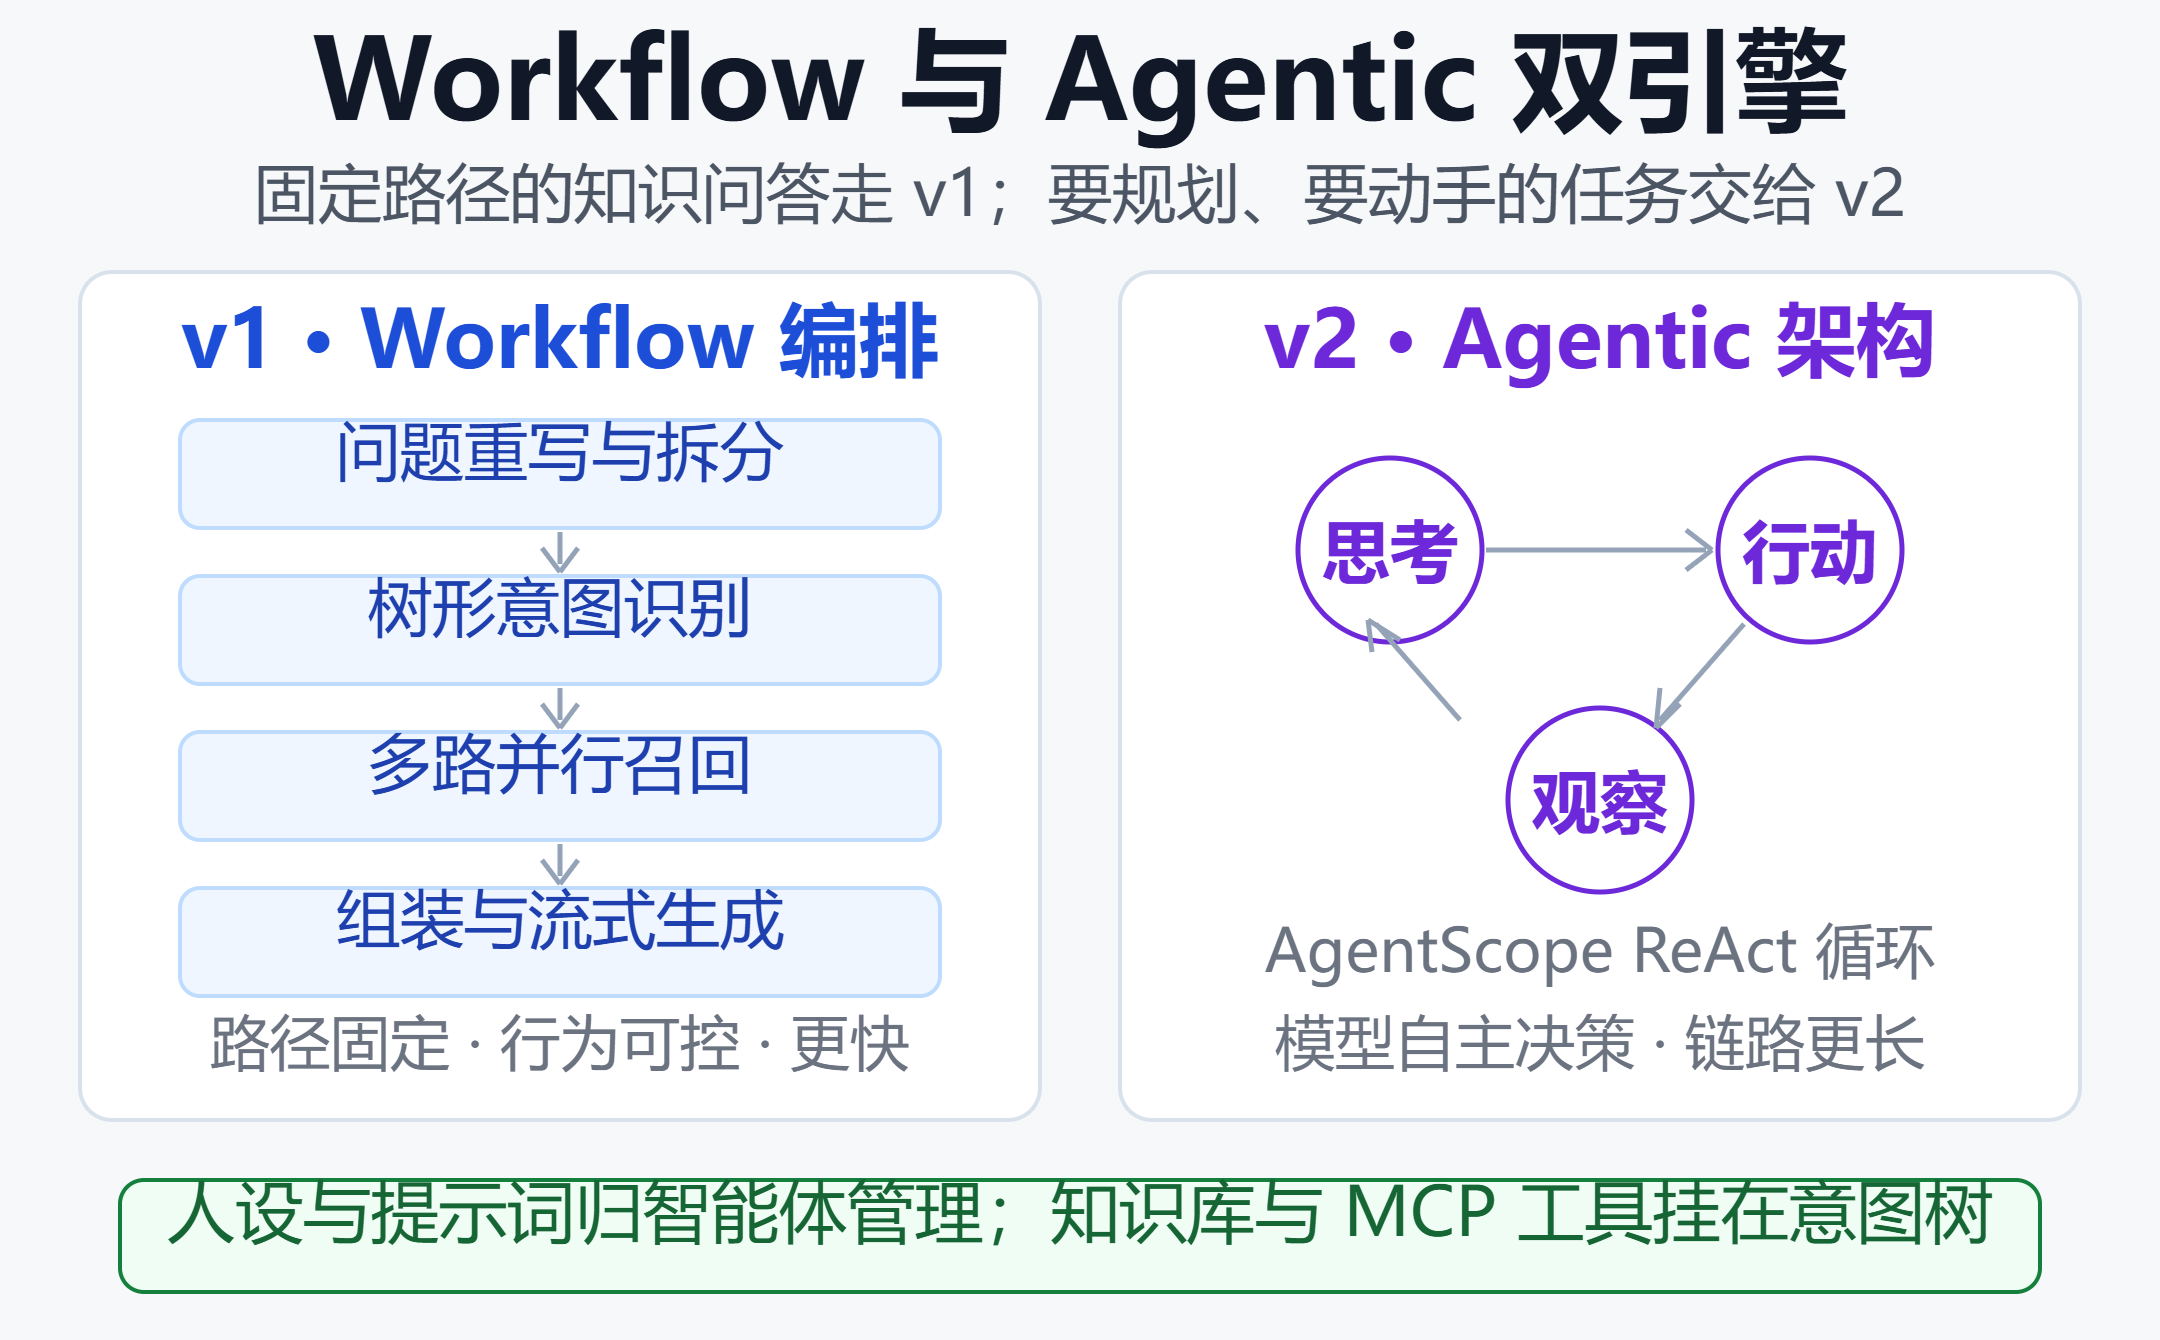 Workflow 与 Agentic 双引擎
固定路径的知识问答走 v1；要规划、要动手的任务交给 v2
v1 · Workflow 编排
问题重写与拆分
树形意图识别
多路并行召回
组装与流式生成
路径固定 · 行为可控 · 更快
v2 · Agentic 架构
思考
行动
观察
AgentScope ReAct 循环
模型自主决策 · 链路更长
人设与提示词归智能体管理；知识库与 MCP 工具挂在意图树